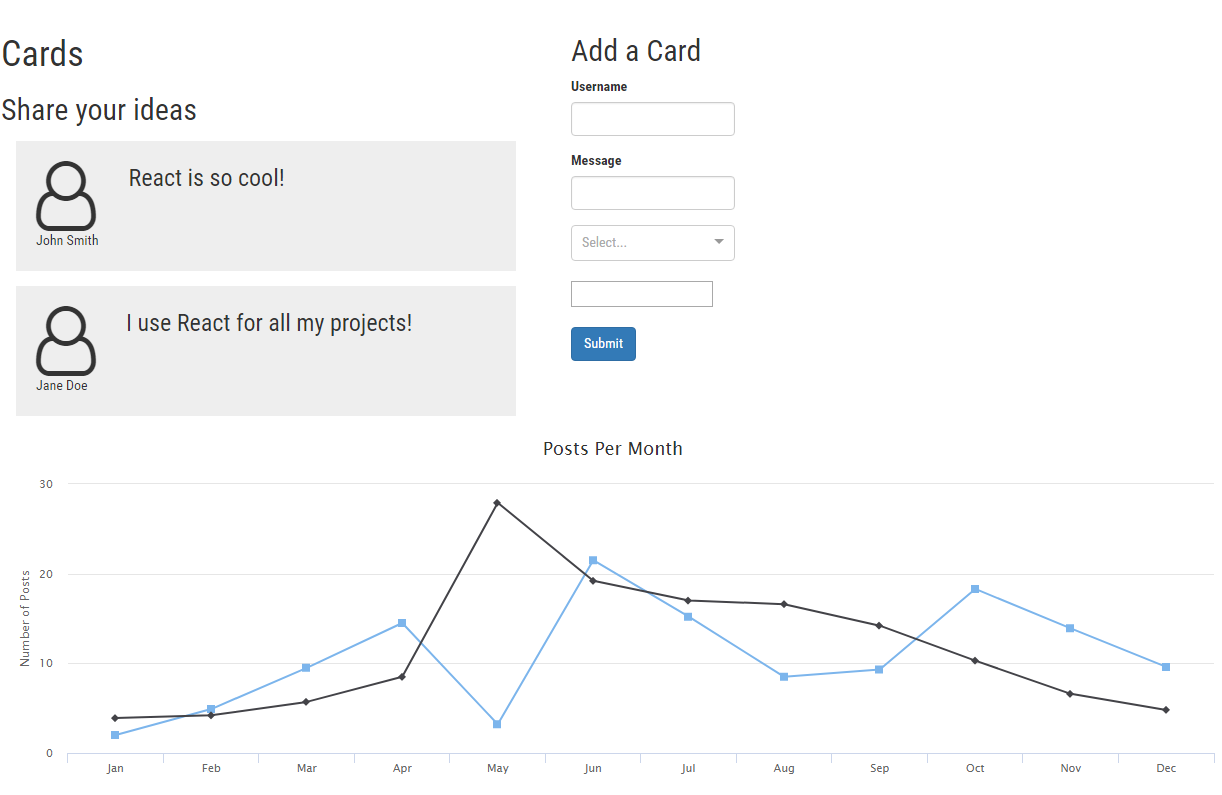 Cards
Share your ideas
React is so cool!
John Smith
I use React for all my projects!
Jane Doe
Add a Card
Username
Message
Select...
Submit
Posts Per Month
Number of Posts
30
20
10
0
Jan Feb Mar Apr May Jun Jul Aug Sep Oct Nov Dec